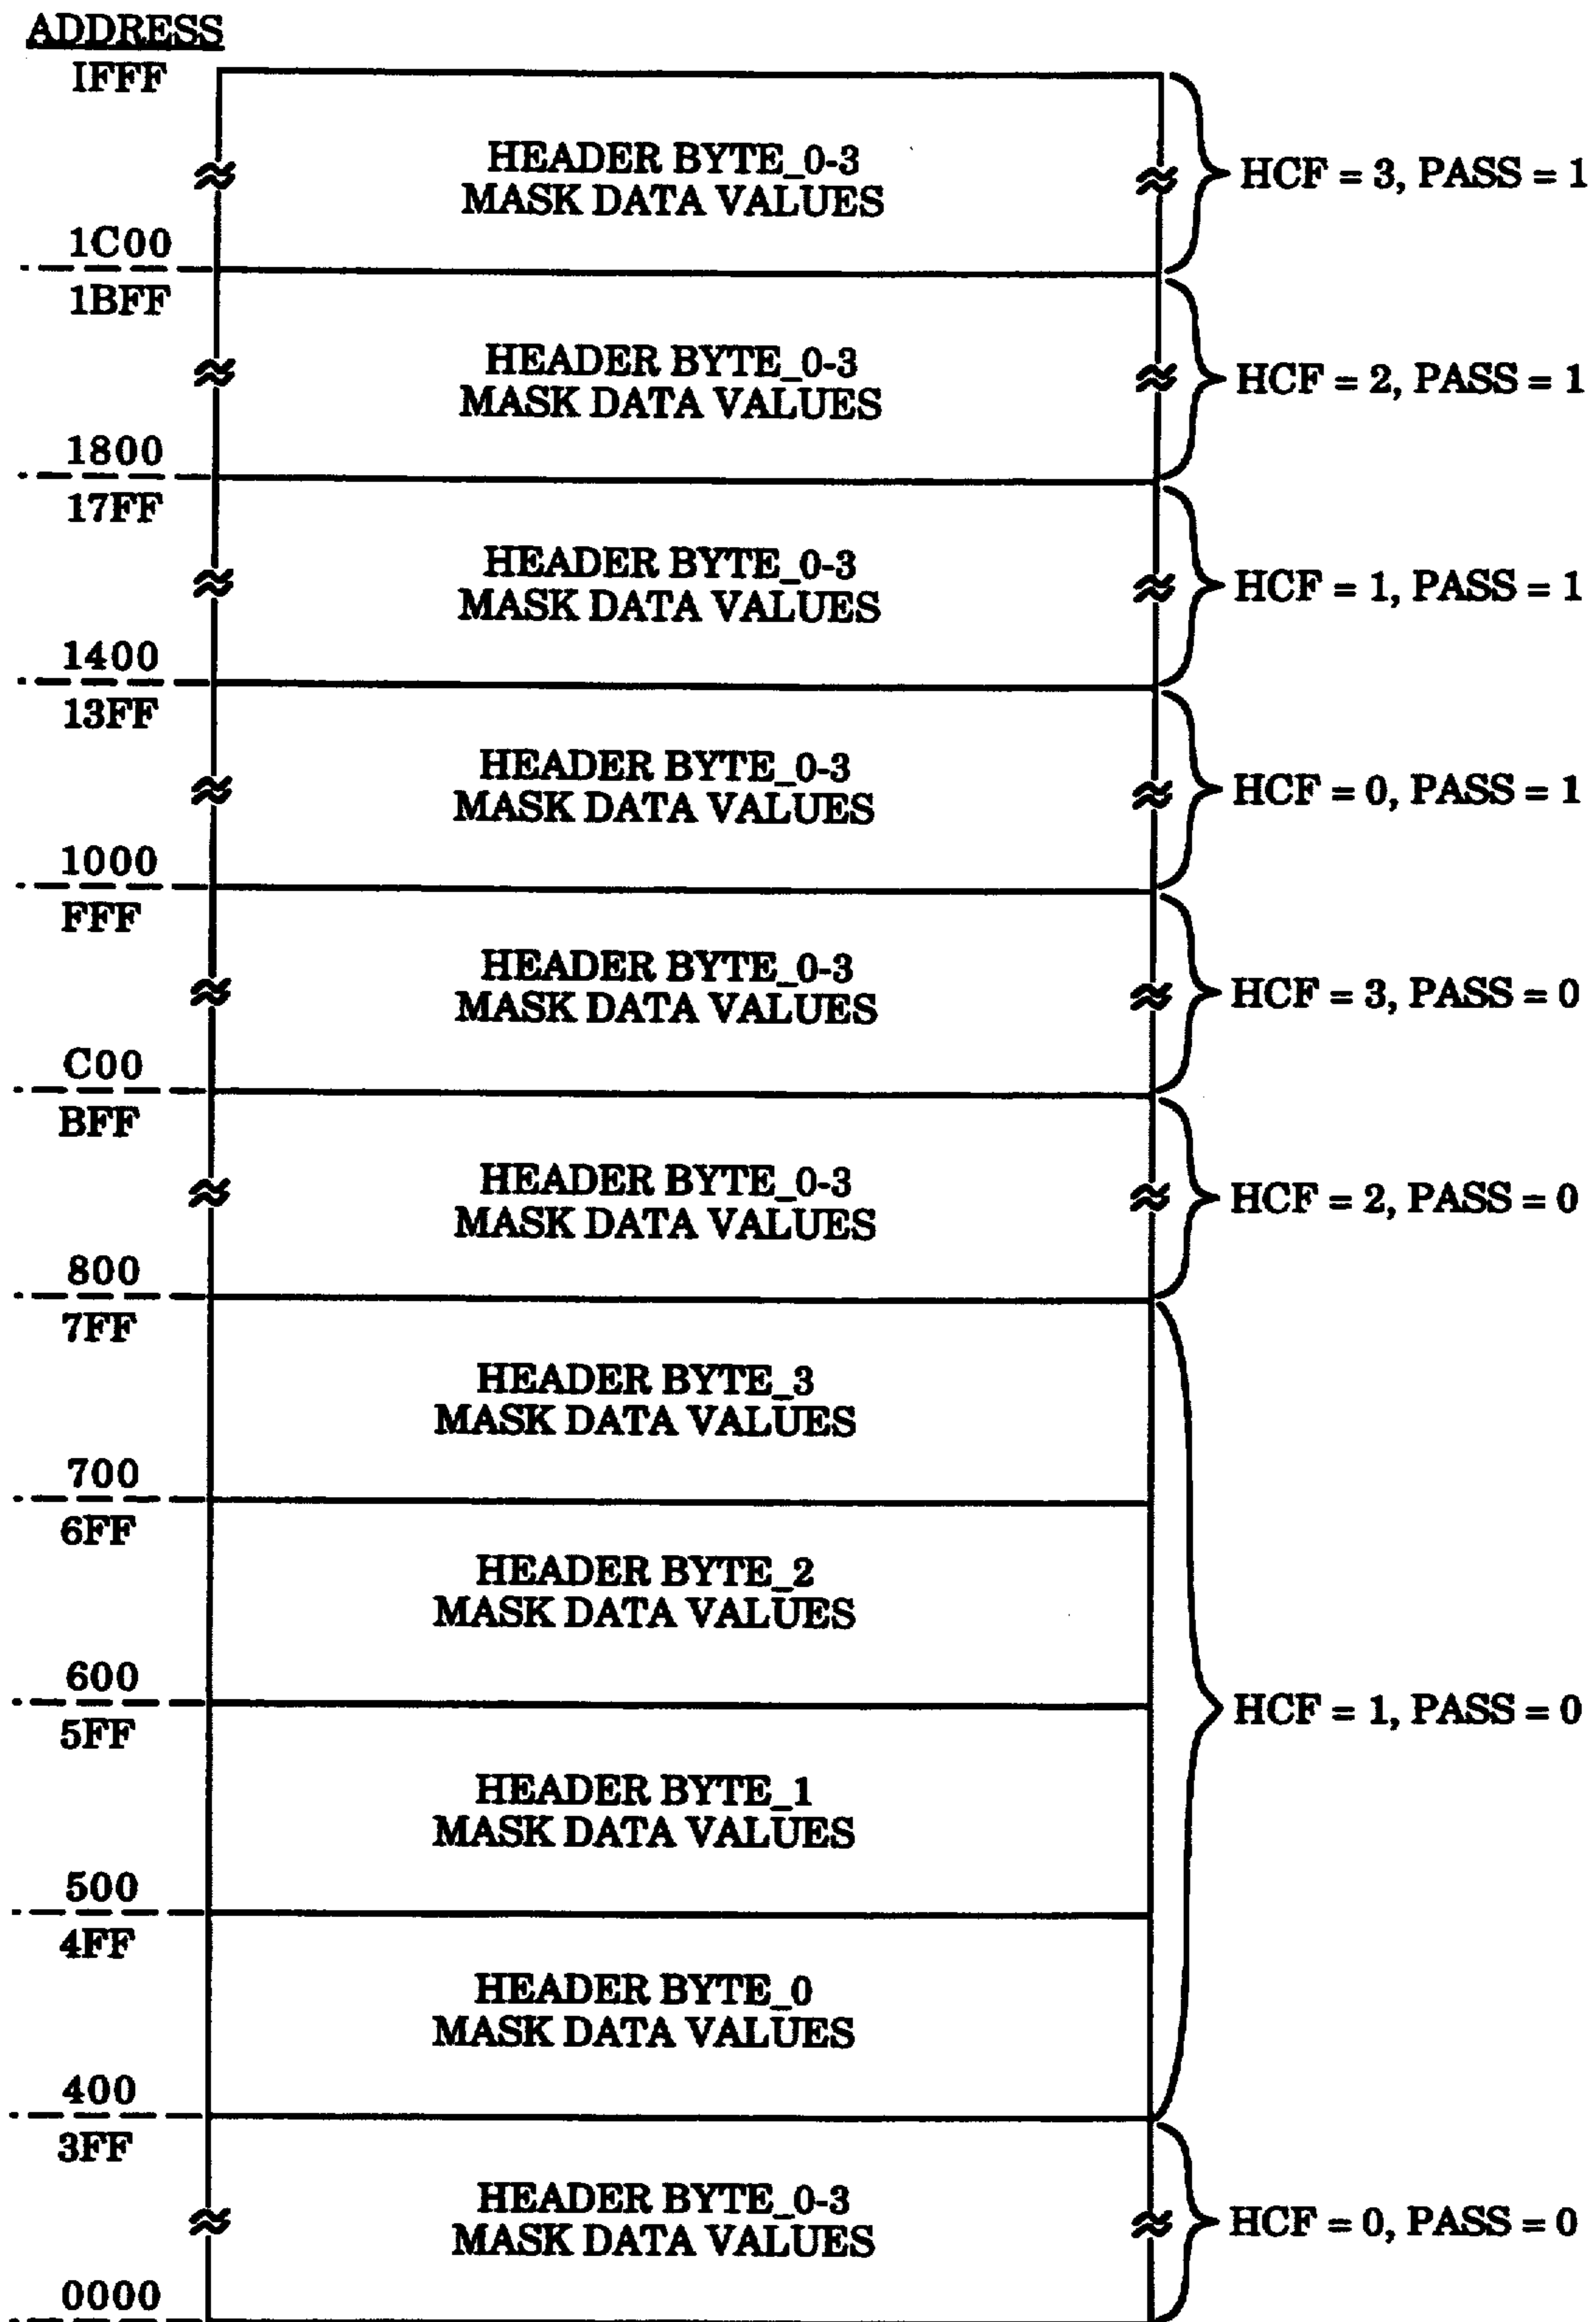 ADDRESS
IFFF
HEADER BYTE_0-3
MASK DATA VALUES
HCF = 3, PASS = 1
1C00
1BFF
HEADER BYTE_0-3
MASK DATA VALUES
HCF = 2, PASS = 1
1800
17FF
HEADER BYTE_0-3
MASK DATA VALUES
HCF = 1, PASS = 1
1400
13FF
HEADER BYTE_0-3
MASK DATA VALUES
HCF = 0, PASS = 1
1000
FFF
HEADER BYTE_0-3
MASK DATA VALUES
HCF = 3, PASS = 0
C00
BFF
HEADER BYTE_0-3
MASK DATA VALUES
HCF = 2, PASS = 0
800
7FF
HEADER BYTE_3
MASK DATA VALUES
700
6FF
HEADER BYTE_2
MASK DATA VALUES
600
5FF
HCF = 1, PASS = 0
HEADER BYTE_1
MASK DATA VALUES
500
4FF
HEADER BYTE_0
MASK DATA VALUES
400
3FF
HEADER BYTE_0-3
MASK DATA VALUES
HCF = 0, PASS = 0
0000